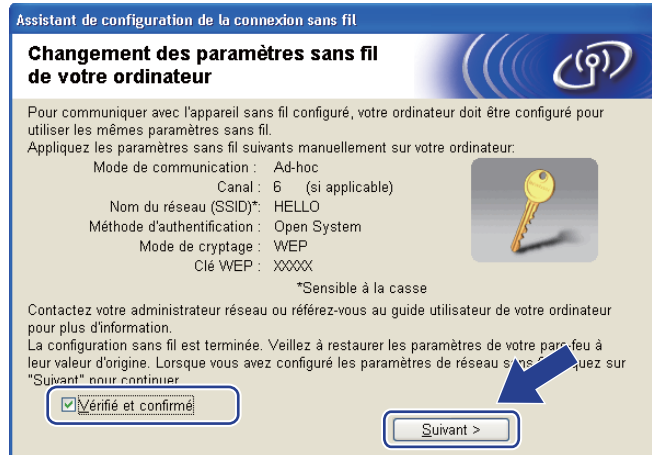 Assistant de configuration de la connexion sans fil
Changement des paramètres sans fil
de votre ordinateur
Pour communiquer avec l'appareil sans fil configuré, votre ordinateur doit être configuré pour
utiliser les mêmes paramètres sans fil.
Appliquez les paramètres sans fil suivants manuellement sur votre ordinateur:
Mode de communication : Ad-hoc
Canal : 6 (si applicable)
Nom du réseau (SSID)*: HELLO
Méthode d'authentification : Open System
Mode de cryptage : WEP
Clé WEP : XXXXX
*Sensible à la casse
Contactez votre administrateur réseau ou référez-vous au guide utilisateur de votre ordinateur
pour plus d'information.
La configuration sans fil est terminée. Veillez à restaurer les paramètres de votre pare-feu à
leur valeur d'origine. Lorsque vous avez configuré les paramètres de réseau sans sur
"Suivant" pour continuer
Vérifié et confirmé
Suivant >